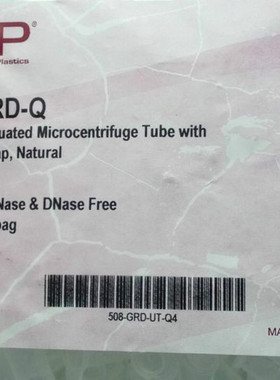 P
Plastics
RD-Q
uated Microcentrifuge Tube with
ap, Natural
Nase & DNase Free
bag
508-GRD-UT-Q4
MA